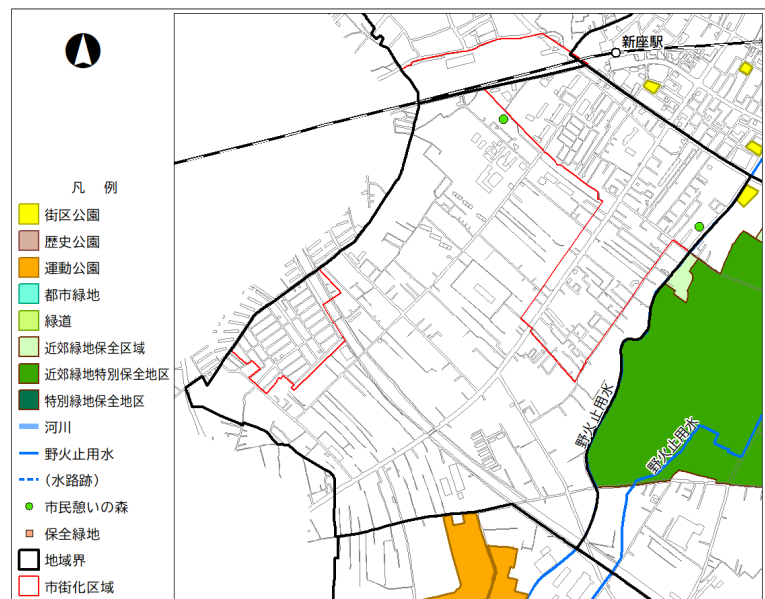 新座駅
凡 例
街区公園
歴史公園
運動公園
都市緑地
緑道
近郊緑地保全区域
近郊緑地特別保全地区
特別緑地保全地区
河川
野火止用水
(水路跡)
市民憩いの森
保全緑地
地域界
市街化区域
野火止用水
野火止用水